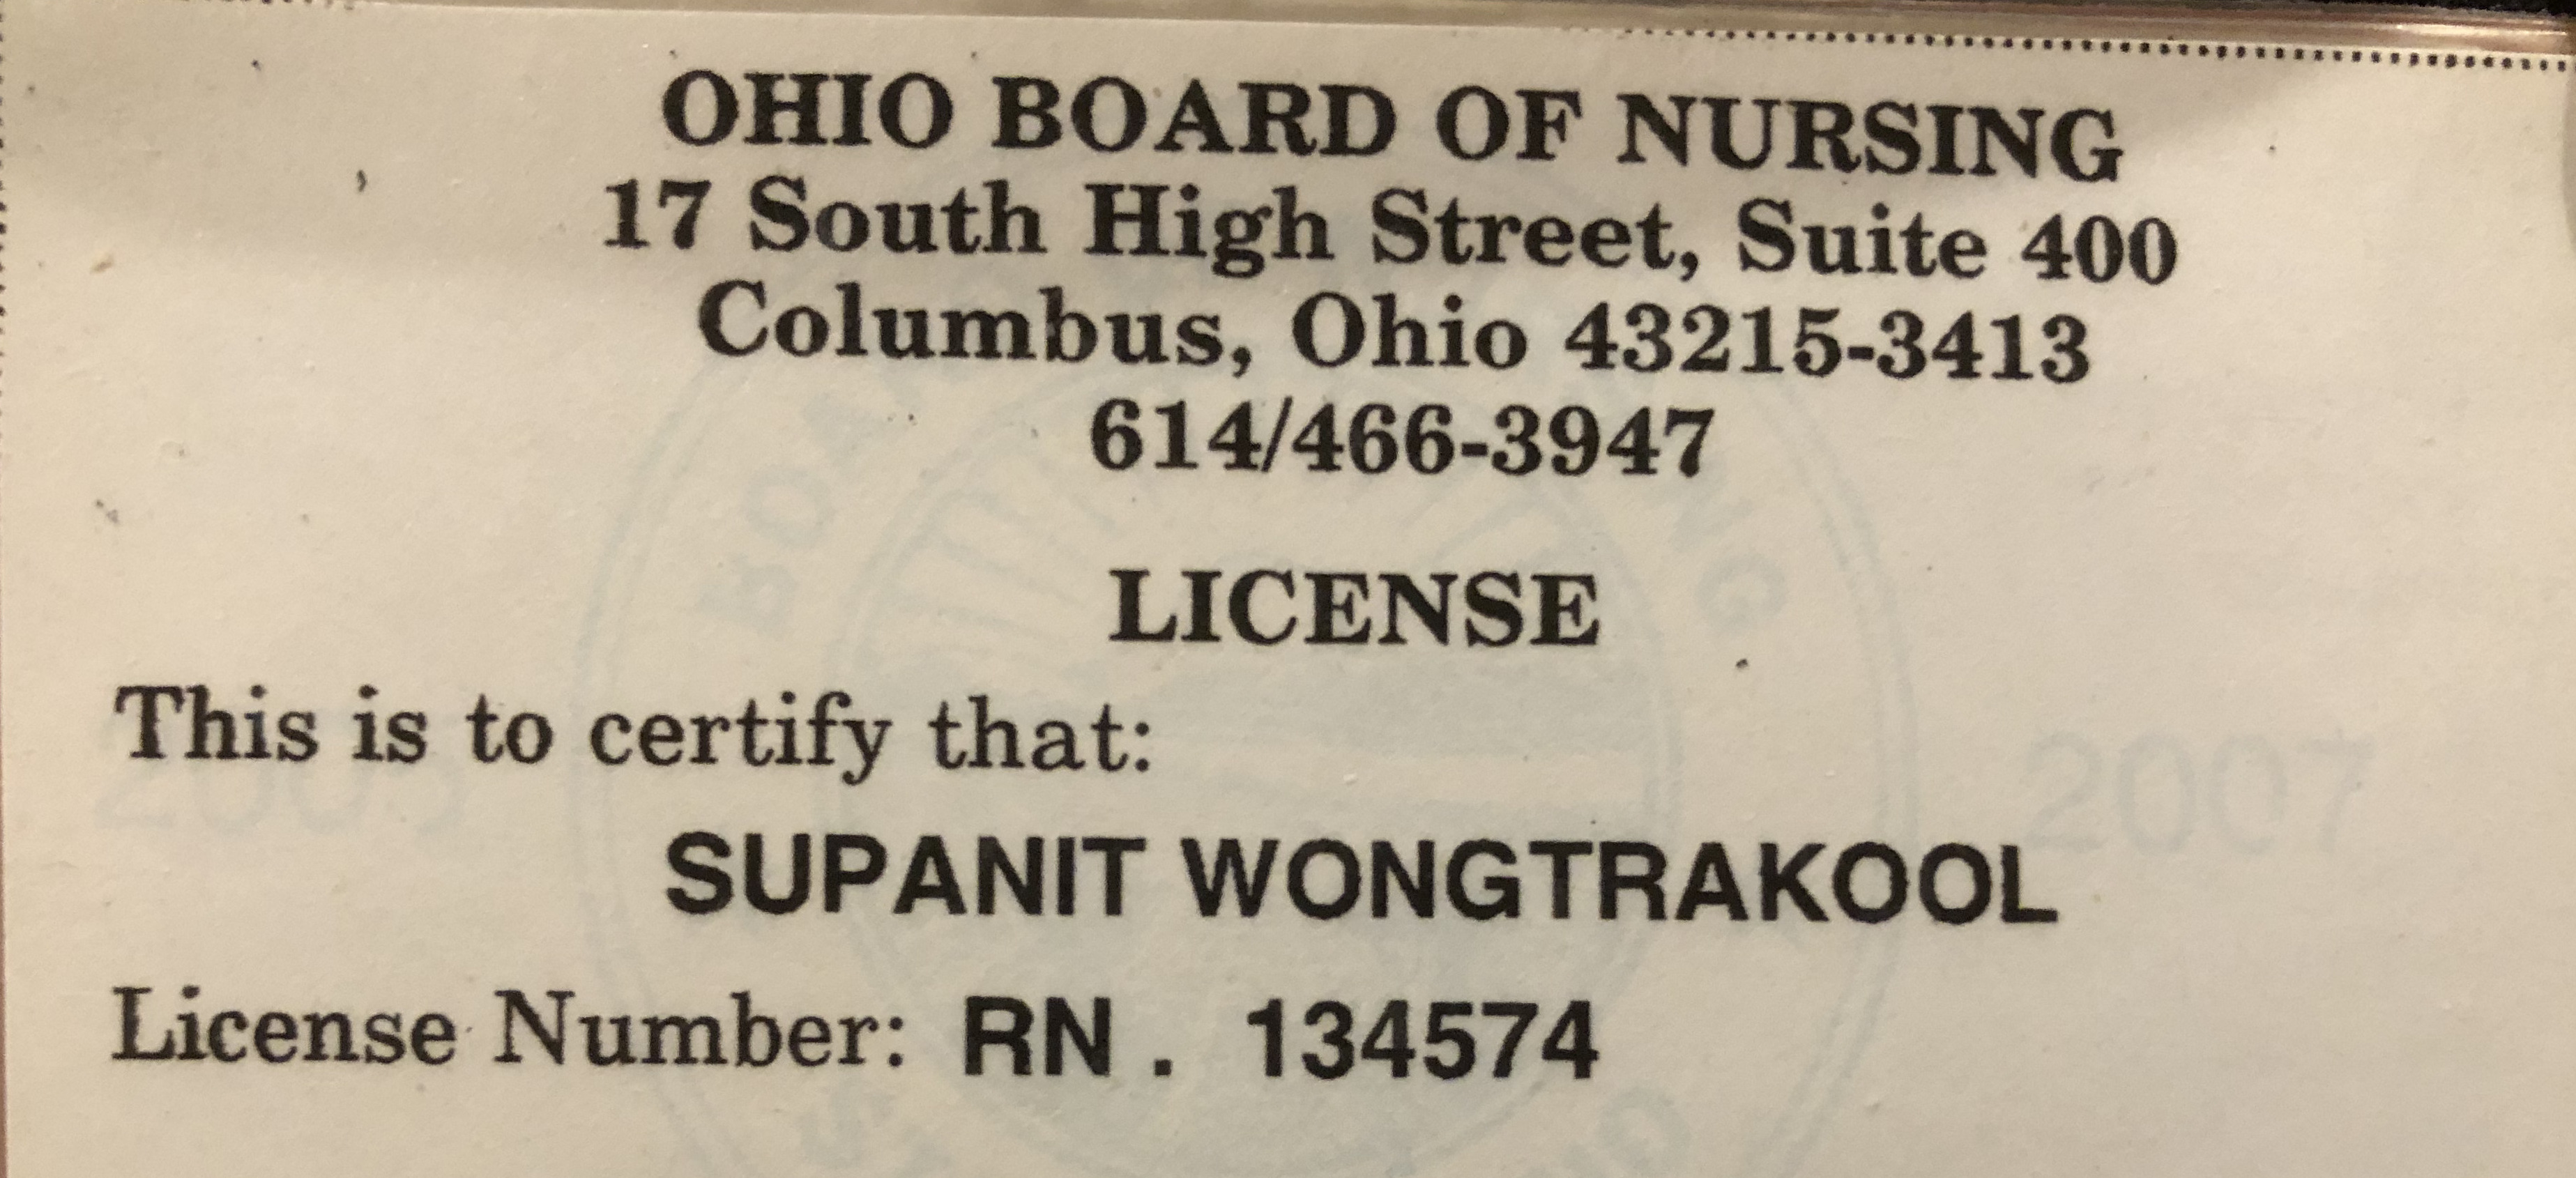 OHIO BOARD OF NURSING
17 South High Street, Suite 400
Columbus, Ohio 43215-3413
614/466-3947
LICENSE
This is to certify that:
2007
SUPANIT WONGTRAKOOL
License Number: RN . 134574